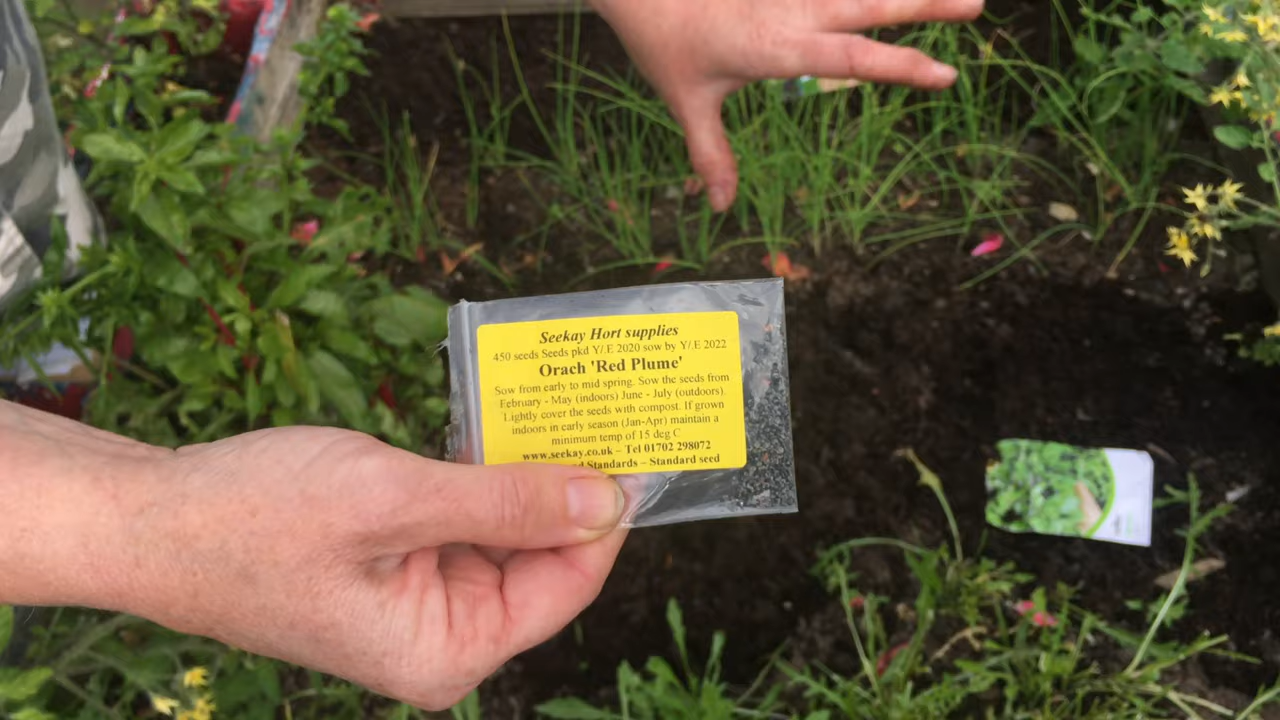 Seekay Hort supplies
450 seeds Seeds pkd Y/.E 2020 sow by Y/.E 2022
Orach 'Red Plume'
Sow from early to mid spring. Sow the seeds from
February - May (indoors) June - July (outdoors)
Lightly cover the seeds with compost. If grown
indoors in early season (Jan-Apr) maintain a
minimum temp of 15 deg C
www.seekay.co.uk – Tel 01702 298072
Standards – Standard seed